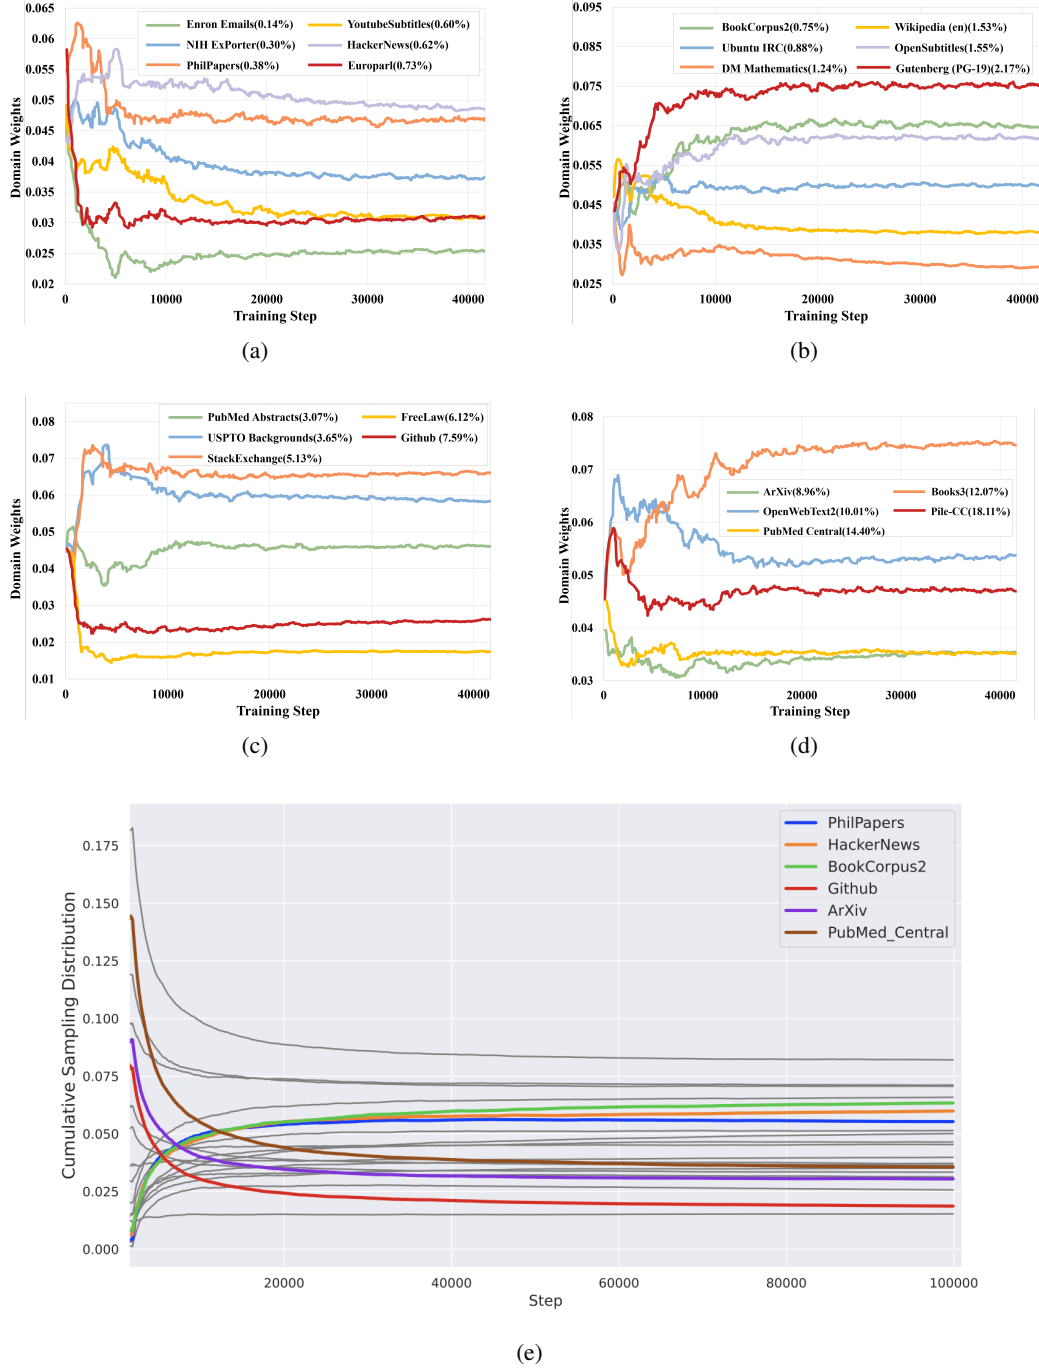 Enron Emails(0.14%) YoutubeSubtitles(0.60%)
NIH ExPorter(0.30%) HackerNews(0.62%)
PhilPapers(0.38%) Europarl(0.73%)
0.065
0.06
0.055
0.05
0.045
0.04
0.035
0.03
0.025
0.02
Domain Weights
0 10000 20000 30000 40000
Training Step
(a)
BookCorpus2(0.75%) Wikipedia (en)(1.53%)
Ubuntu IRC(0.88%) OpenSubtitles(1.55%)
DM Mathematics(1.24%) Gutenberg (PG-19)(2.17%)
0.095
0.085
0.075
0.065
0.055
0.045
0.035
0.025
Domain Weights
0 10000 20000 30000 40000
Training Step
(b)
PubMed Abstracts(3.07%) FreeLaw(6.12%)
USPTO Backgrounds(3.65%) Github (7.59%)
StackExchange(5.13%)
0.08
0.07
0.06
0.05
0.04
0.03
0.02
0.01
Domain Weights
0 10000 20000 30000 40000
Training Step
(c)
ArXiv(8.96%) Books3(12.07%)
OpenWebText2(10.01%) Pile-CC(18.11%)
PubMed Central(14.40%)
0.08
0.07
0.06
0.05
0.04
0.03
Domain Weights
0 10000 20000 30000 40000
Training Step
(d)
PhilPapers
HackerNews
BookCorpus2
Github
ArXiv
PubMed_Central
0.175
0.150
0.125
0.100
0.075
0.050
0.025
0.000
Cumulative Sampling Distribution
20000 40000 60000 80000 100000
Step
(e)